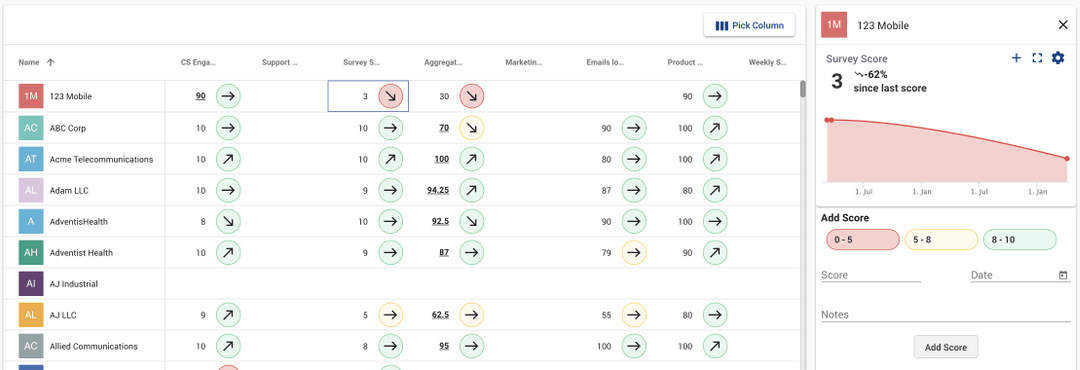 Pick Column
Name CS Enga... Support ... Survey S... Aggregat... Marketin... Emails lo... Product ... Weekly S...
1M 123 Mobile 90 3 30 90
AC ABC Corp 10 10 70 90 100
AT Acme Telecommunications 10 10 100 80 100
AL Adam LLC 10 9 94.25 87 80
A AdventisHealth 8 10 92.5 90 100
AH Adventist Health 10 9 87 79 90
AI AJ Industrial
AL AJ LLC 9 5 62.5 55 80
AC Allied Communications 10 8 95 100 100
1M 123 Mobile
Survey Score
3 -62%
since last score
1. Jul 1. Jan 1. Jul 1. Jan
Add Score
0 - 5 5 - 8 8 - 10
Score Date
Notes
Add Score